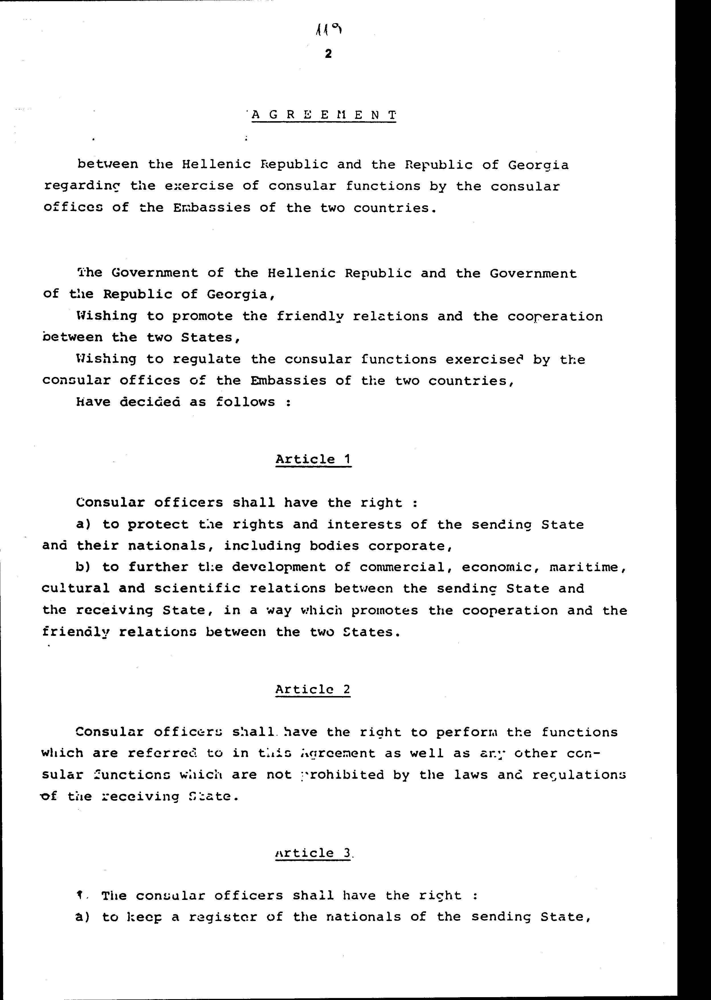 119
2
A G R E E M E N T
between the Hellenic Republic and the Republic of Georgia
regarding the exercise of consular functions by the consular
offices of the Embassies of the two countries.
The Government of the Hellenic Republic and the Government
of the Republic of Georgia,
Wishing to promote the friendly relations and the cooperation
between the two States,
Wishing to regulate the consular functions exercised by the
consular offices of the Embassies of the two countries,
Have decided as follows :
Article 1
Consular officers shall have the right :
a) to protect the rights and interests of the sending State
and their nationals, including bodies corporate,
b) to further the development of commercial, economic, maritime,
cultural and scientific relations between the sending State and
the receiving State, in a way which promotes the cooperation and the
friendly relations between the two States.
Article 2
Consular officers shall have the right to perform the functions
which are referred to in this Agreement as well as any other con-
sular functions which are not prohibited by the laws and regulations
of the receiving State.
Article 3.
1. The consular officers shall have the right :
a) to keep a register of the nationals of the sending State,